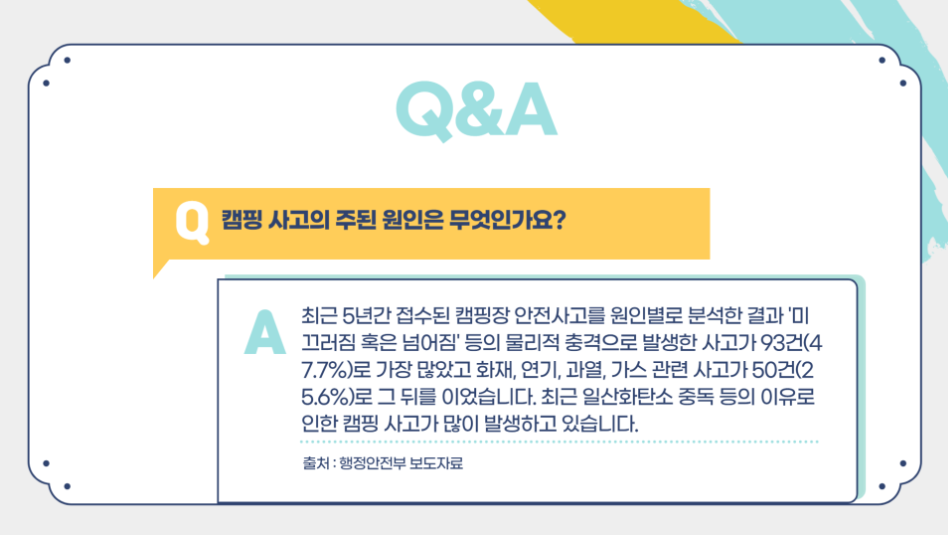 Q&A
Q 캠핑 사고의 주된 원인은 무엇인가요?
A 최근 5년간 접수된 캠핑장 안전사고를 원인별로 분석한 결과 '미
끄러짐 혹은 넘어짐' 등의 물리적 충격으로 발생한 사고가 93건(4
7.7%)로 가장 많았고 화재, 연기, 과열, 가스 관련 사고가 50건(2
5.6%)로 그 뒤를 이었습니다. 최근 일산화탄소 중독 등의 이유로
인한 캠핑 사고가 많이 발생하고 있습니다.
출처 : 행정안전부 보도자료